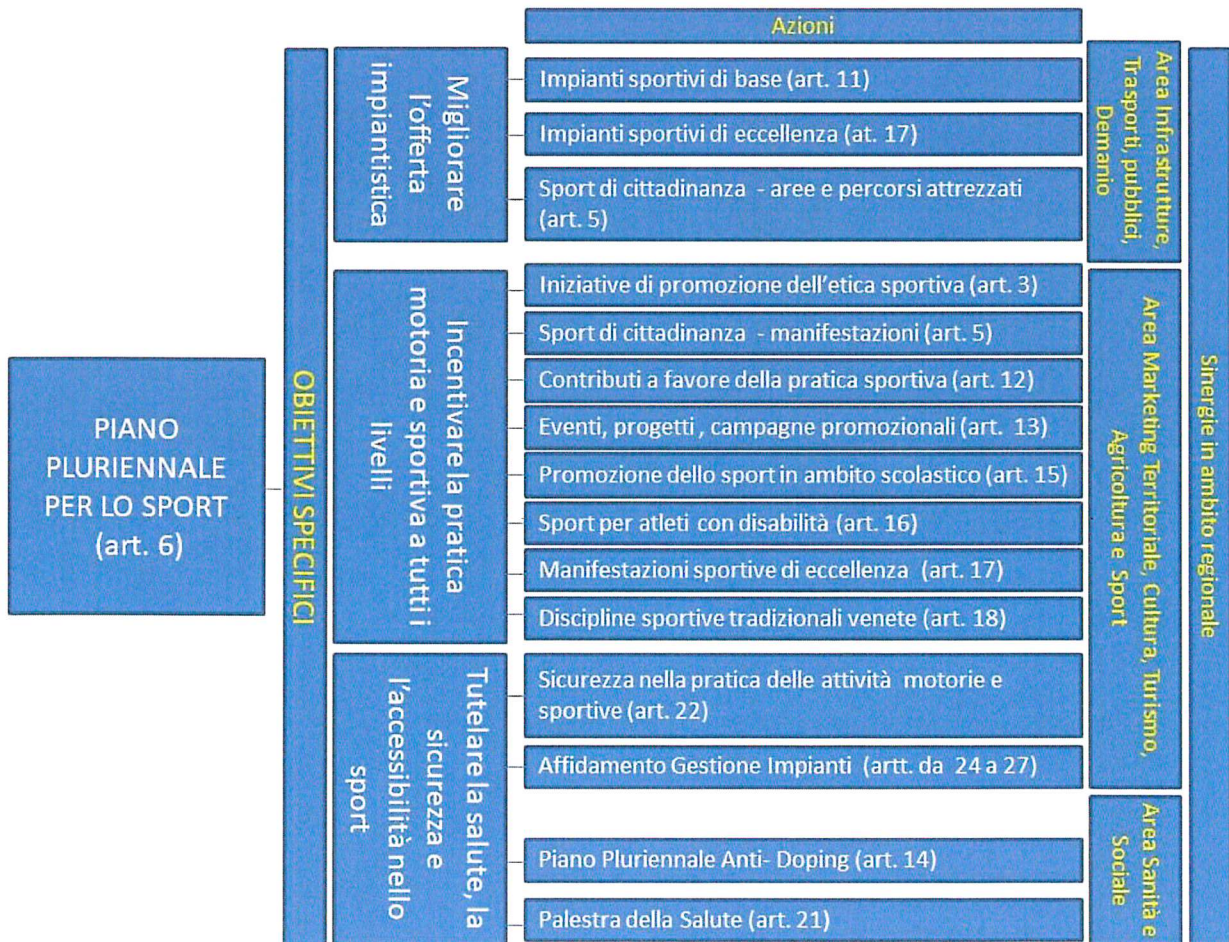 PIANO
PLURIENNALE
PER LO SPORT
(art. 6)
OBIETTIVI SPECIFICI
Migliorare
l'offerta
impiantistica
Incentivare la pratica
motoria e sportiva a tutti i
livelli
Tutelare la salute, la
sicurezza e
l'accessibilità nello
sport
Azioni
Impianti sportivi di base (art. 11)
Impianti sportivi di eccellenza (at. 17)
Sport di cittadinanza - aree e percorsi attrezzati
(art. 5)
Iniziative di promozione dell'etica sportiva (art. 3)
Sport di cittadinanza - manifestazioni (art. 5)
Contributi a favore della pratica sportiva (art. 12)
Eventi, progetti , campagne promozionali (art. 13)
Promozione dello sport in ambito scolastico (art. 15)
Sport per atleti con disabilità (art. 16)
Manifestazioni sportive di eccellenza (art. 17)
Discipline sportive tradizionali venete (art. 18)
Sicurezza nella pratica delle attività motorie e
sportive (art. 22)
Affidamento Gestione Impianti (artt. da 24 a 27)
Piano Pluriennale Anti- Doping (art. 14)
Palestra della Salute (art. 21)
Area Infrastrutture,
Trasporti, pubblici,
Demanio
Area Marketing Territoriale, Cultura, Turismo,
Agricoltura e Sport
Area Sanità e
Sociale
Sinergie in ambito regionale